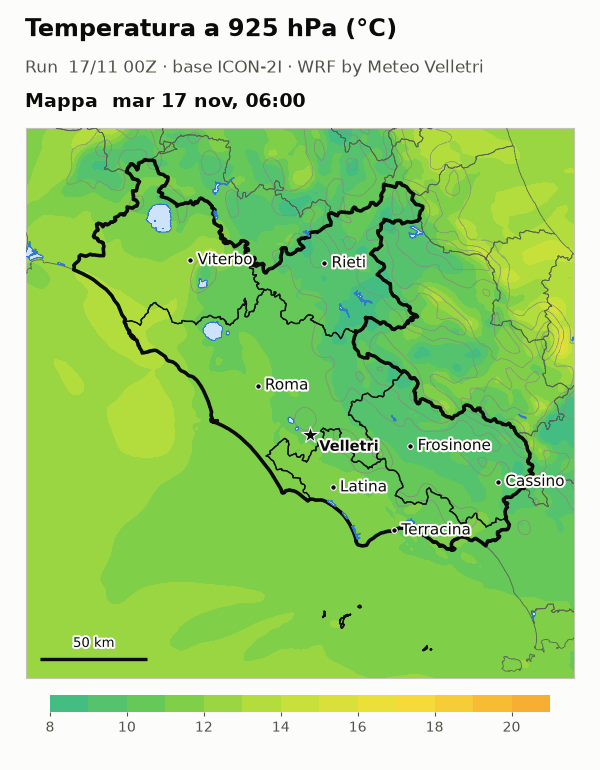 Temperatura a 925 hPa (°C)
Run  17/11 00Z · base ICON-2I · WRF by Meteo Velletri
Mappa  mar 17 nov, 06:00
Viterbo
Rieti
Roma
Velletri
Frosinone
Latina
Cassino
Terracina
50 km
8 10 12 14 16 18 20